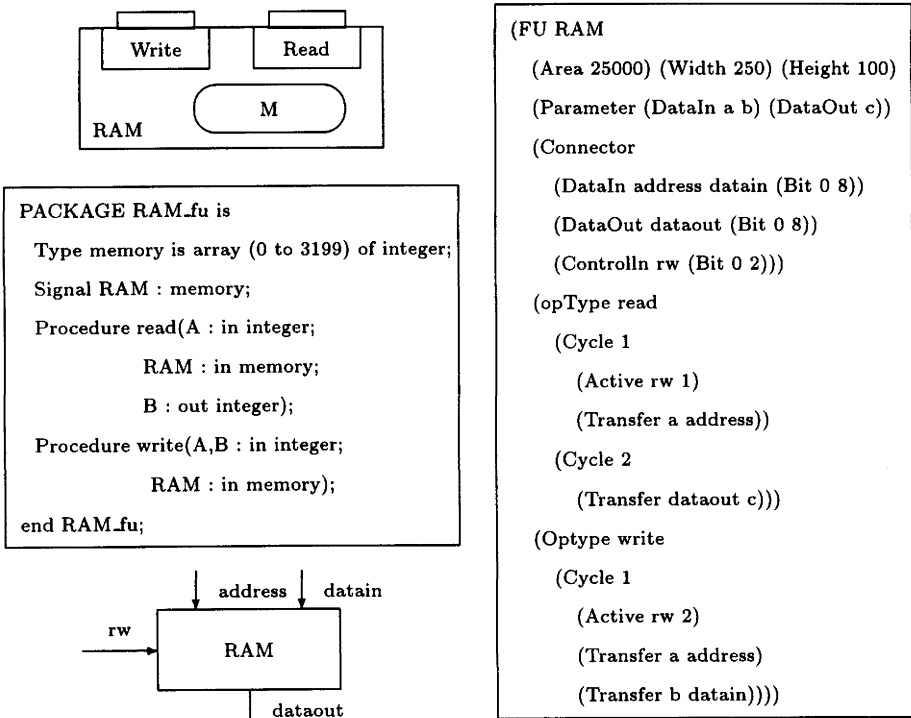 Write
Read
M
RAM
PACKAGE RAM_fu is
Type memory is array (0 to 3199) of integer;
Signal RAM : memory;
Procedure read(A : in integer;
RAM : in memory;
B : out integer);
Procedure write(A,B : in integer;
RAM : in memory);
end RAM_fu;
address datain
rw
RAM
dataout
(FU RAM
(Area 25000) (Width 250) (Height 100)
(Parameter (DataIn a b) (DataOut c))
(Connector
(DataIn address datain (Bit 0 8))
(DataOut dataout (Bit 0 8))
(Controlln rw (Bit 0 2)))
(opType read
(Cycle 1
(Active rw 1)
(Transfer a address))
(Cycle 2
(Transfer dataout c)))
(Optype write
(Cycle 1
(Active rw 2)
(Transfer a address)
(Transfer b datain))))